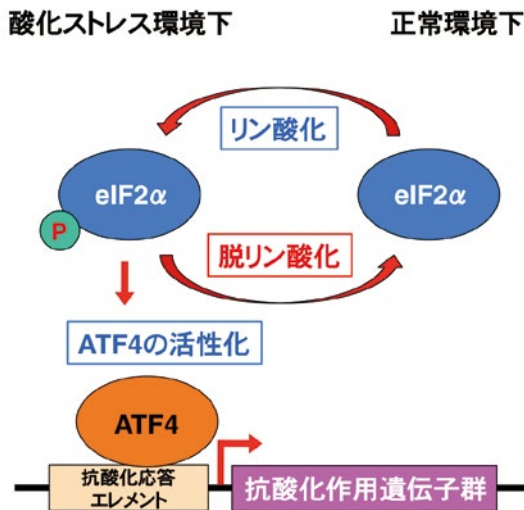 酸化ストレス環境下
正常環境下
リン酸化
eIF2α
eIF2α
P
脱リン酸化
ATF4の活性化
ATF4
抗酸化応答
エレメント
抗酸化作用遺伝子群